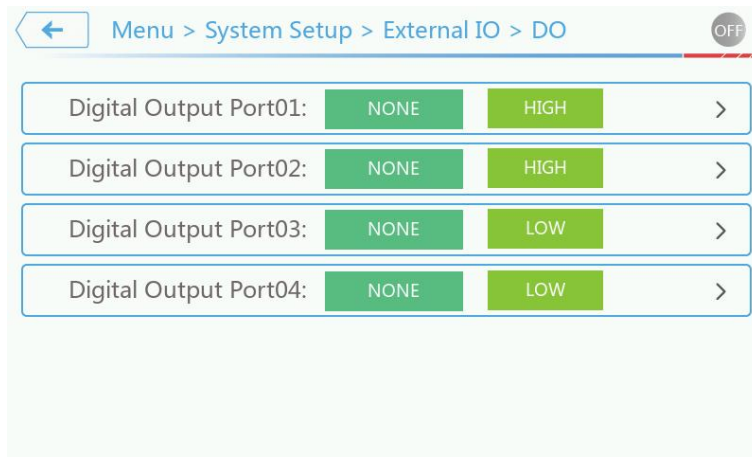 Menu > System Setup > External IO > DO OFF
Digital Output Port01: NONE HIGH >
Digital Output Port02: NONE HIGH >
Digital Output Port03: NONE LOW >
Digital Output Port04: NONE LOW >